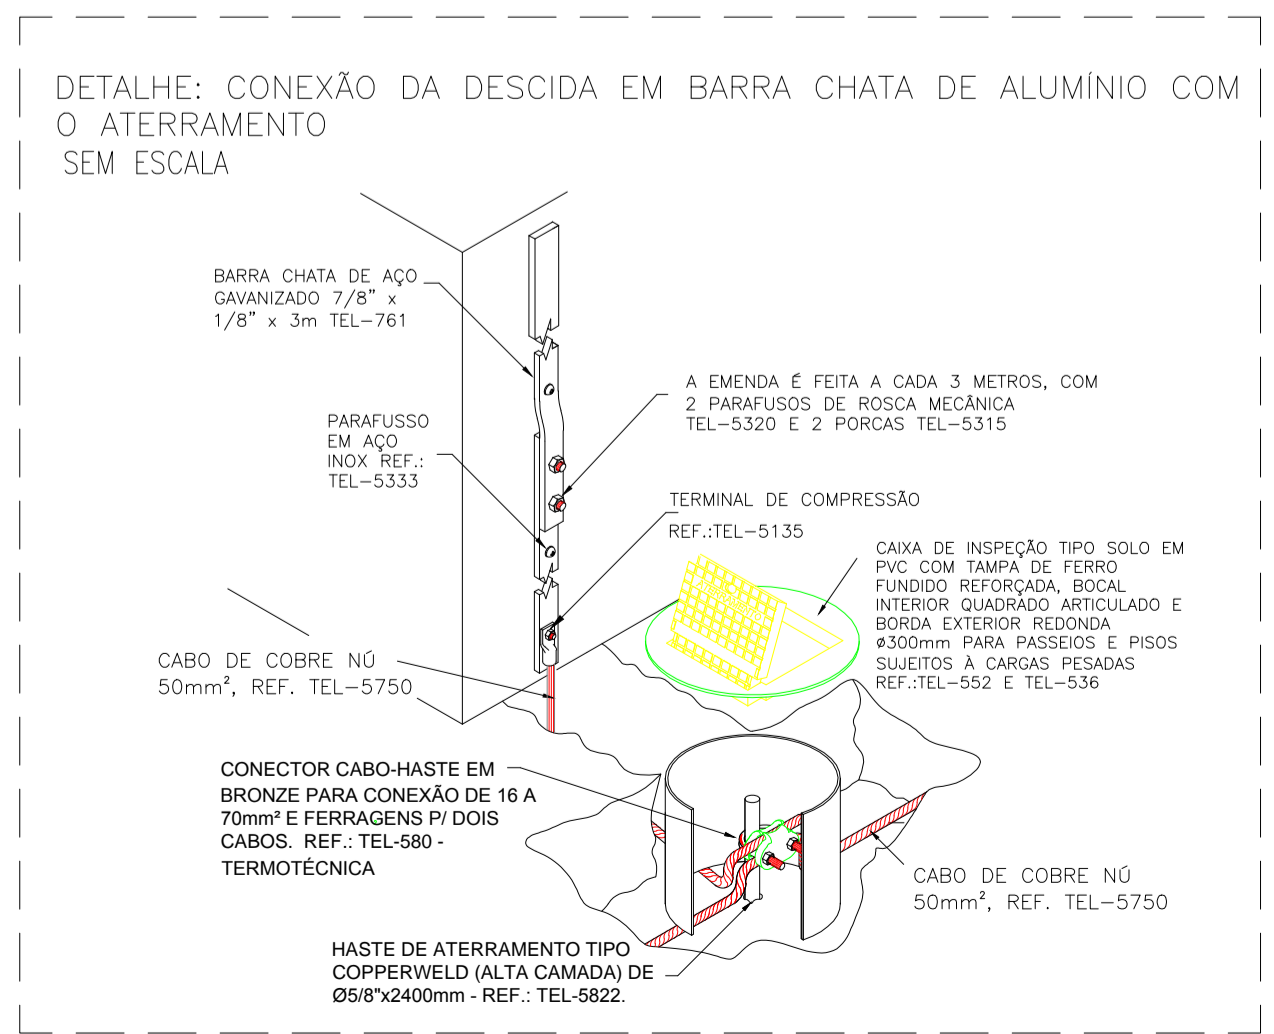 DETALHE: CONEXÃO DA DESCIDA EM BARRA CHATA DE ALUMÍNIO COM
O ATERRAMENTO
SEM ESCALA
BARRA CHATA DE AÇO
GAVANIZADO 7/8" x
1/8" x 3m TEL-761
A EMENDA É FEITA A CADA 3 METROS, COM
2 PARAFUSOS DE ROSCA MECÂNICA
TEL-5320 E 2 PORCAS TEL-5315
PARAFUSSO
EM AÇO
INOX REF.:
TEL-5333
TERMINAL DE COMPRESSÃO
REF.:TEL-5135
CAIXA DE INSPEÇÃO TIPO SOLO EM
PVC COM TAMPA DE FERRO
FUNDIDO REFORÇADA, BOCAL
INTERIOR QUADRADO ARTICULADO E
BORDA EXTERIOR REDONDA
ø300mm PARA PASSEIOS E PISOS
SUJEITOS À CARGAS PESADAS
REF.:TEL-552 E TEL-536
CABO DE COBRE NÚ
50mm², REF. TEL-5750
CONECTOR CABO-HASTE EM
BRONZE PARA CONEXÃO DE 16 A
70mm² E FERRAGENS P/ DOIS
CABOS. REF.: TEL-580 -
TERMOTÉCNICA
CABO DE COBRE NÚ
50mm², REF. TEL-5750
HASTE DE ATERRAMENTO TIPO
COPPERWELD (ALTA CAMADA) DE
Ø5/8"x2400mm - REF.: TEL-5822.